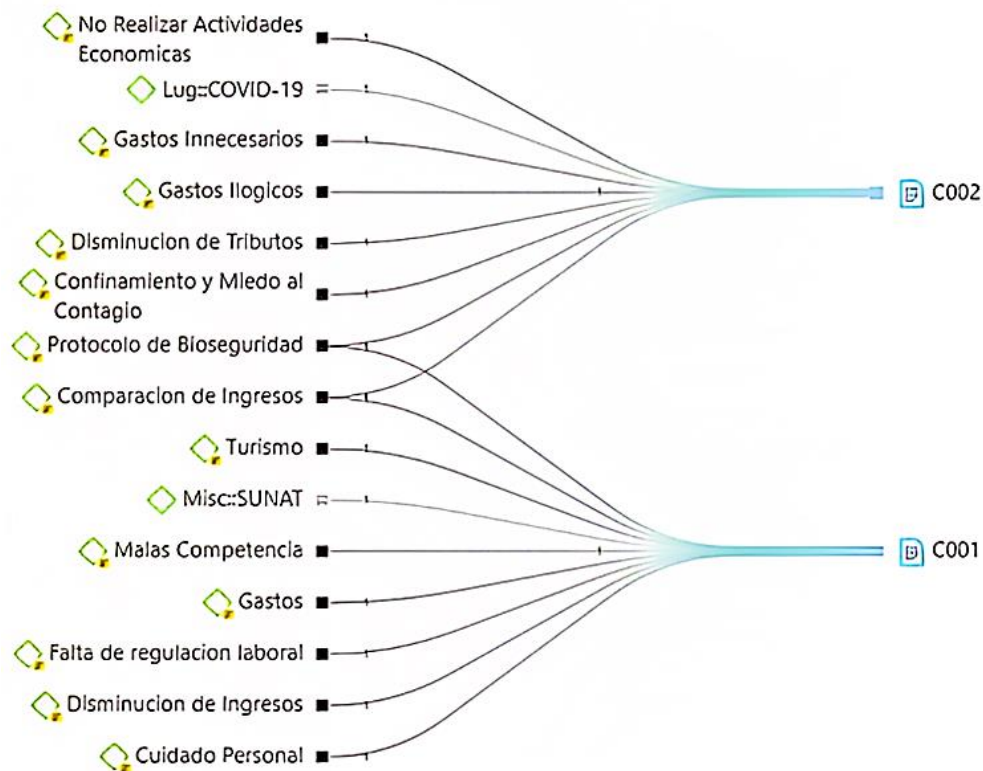 No Realizar Actividades
Economicas
Lug::COVID-19
Gastos Innecesarios
Gastos Ilogicos
C002
Disminucion de Tributos
Confinamiento y Miedo al
Contagio
Protocolo de Bioseguridad
Comparacion de Ingresos
Turismo
Misc::SUNAT
Malas Competencia
C001
Gastos
Falta de regulacion laboral
Disminucion de Ingresos
Cuidado Personal